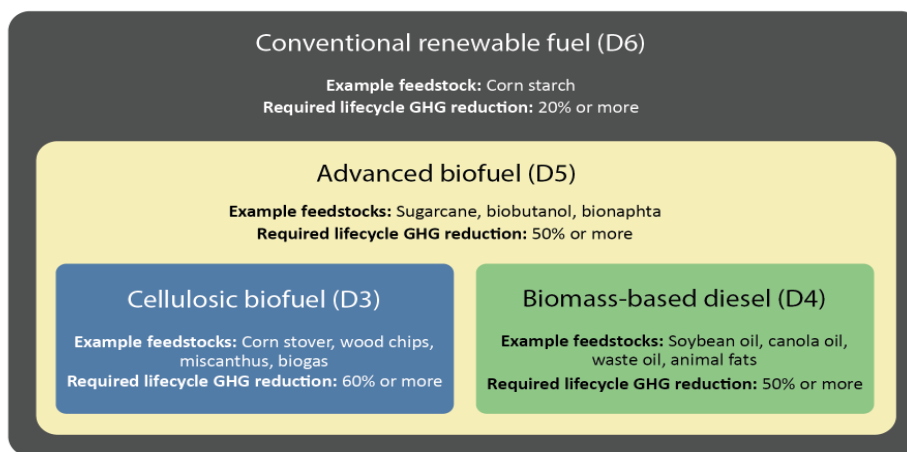 Conventional renewable fuel (D6)
Example feedstock: Corn starch
Required lifecycle GHG reduction: 20% or more
Advanced biofuel (D5)
Example feedstocks: Sugarcane, biobutanol, bionaphta
Required lifecycle GHG reduction: 50% or more
Cellulosic biofuel (D3)
Example feedstocks: Corn stover, wood chips,
miscanthus, biogas
Required lifecycle GHG reduction: 60% or more
Biomass-based diesel (D4)
Example feedstocks: Soybean oil, canola oil,
waste oil, animal fats
Required lifecycle GHG reduction: 50% or more